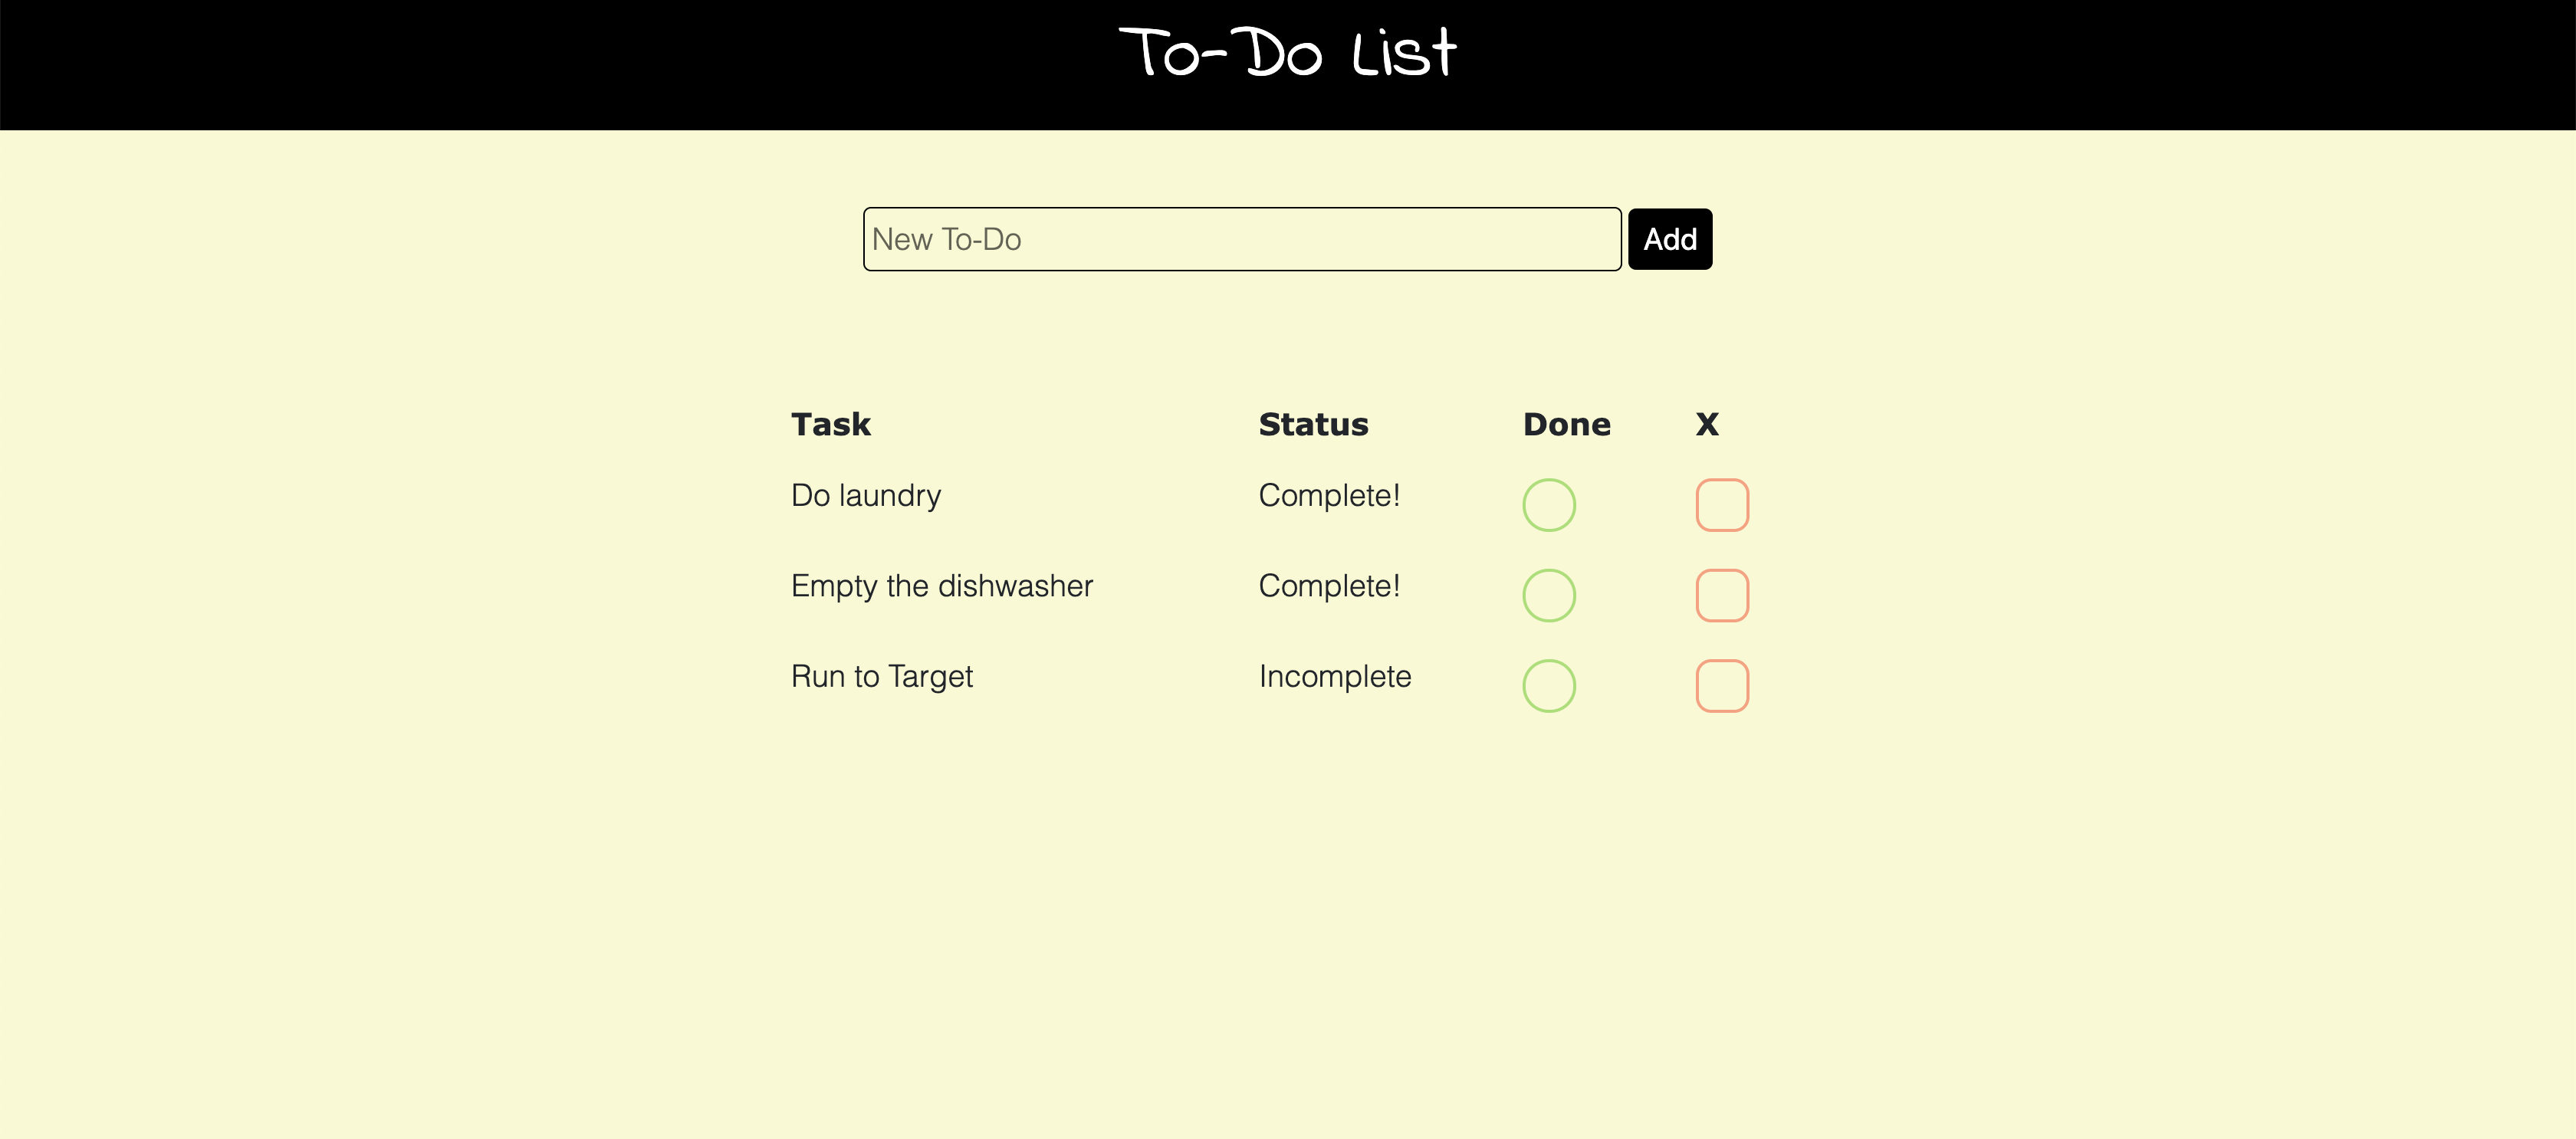 To-Do List
New To-Do Add
Task Status Done X
Do laundry Complete!
Empty the dishwasher Complete!
Run to Target Incomplete